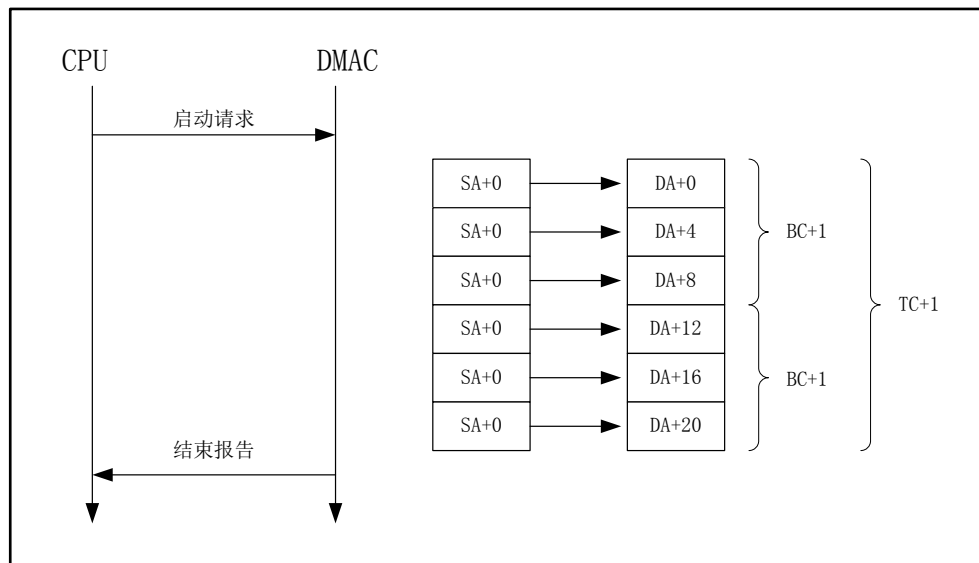 CPU DMAC
启动请求
SA+0 DA+0
SA+0 DA+4 BC+1
SA+0 DA+8
TC+1
SA+0 DA+12
SA+0 DA+16 BC+1
SA+0 DA+20
结束报告